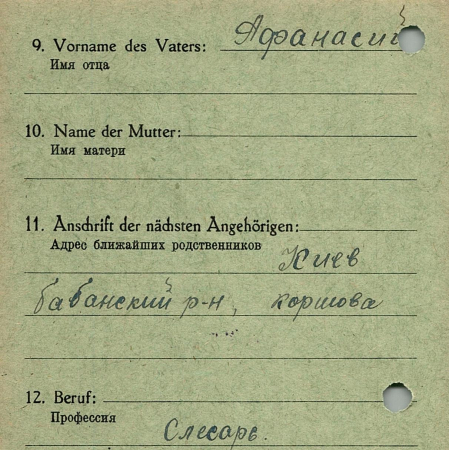 9. Vorname des Vaters: Афанасий
Имя отца
10. Name der Mutter:
Имя матери
11. Anschrift der nächsten Angehörigen:
Адрес ближайших родственников
Киев
бабанский р-н, коршова
12. Beruf:
Профессия
Слесарь.